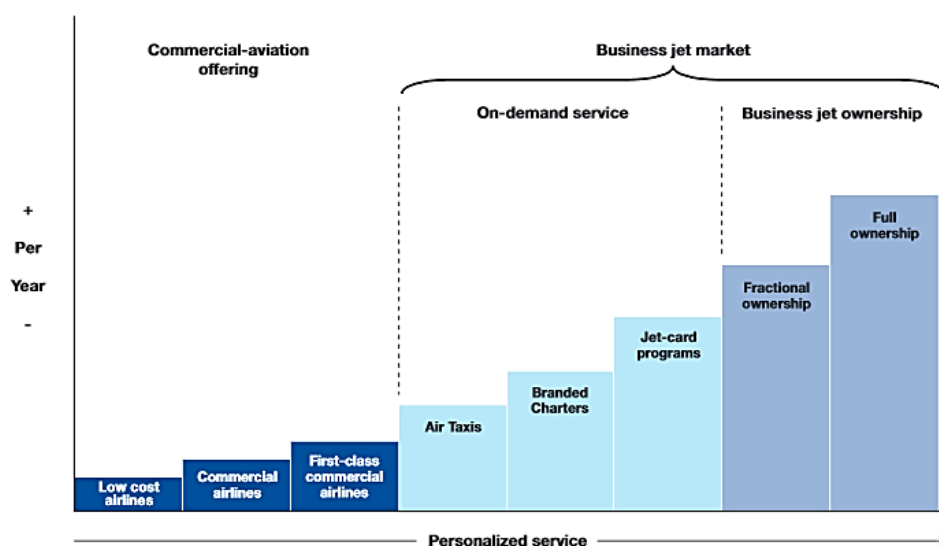 Commercial-aviation
offering
Business jet market
On-demand service
Business jet ownership
+
Per
Year
-
Low cost
airlines
Commercial
airlines
First-class
commercial
airlines
Air Taxis
Branded
Charters
Jet-card
programs
Fractional
ownership
Full
ownership
Personalized service